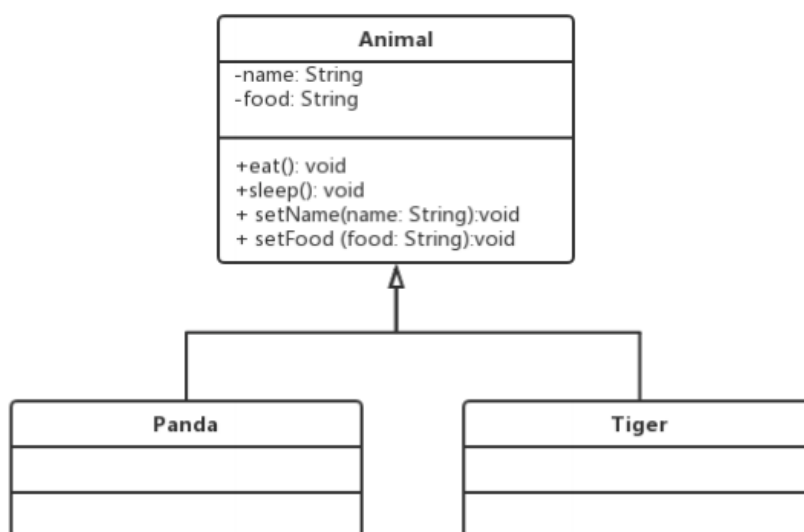 Animal
-name: String
-food: String
+eat(): void
+sleep(): void
+ setName(name: String):void
+ setFood (food: String):void
Panda
Tiger